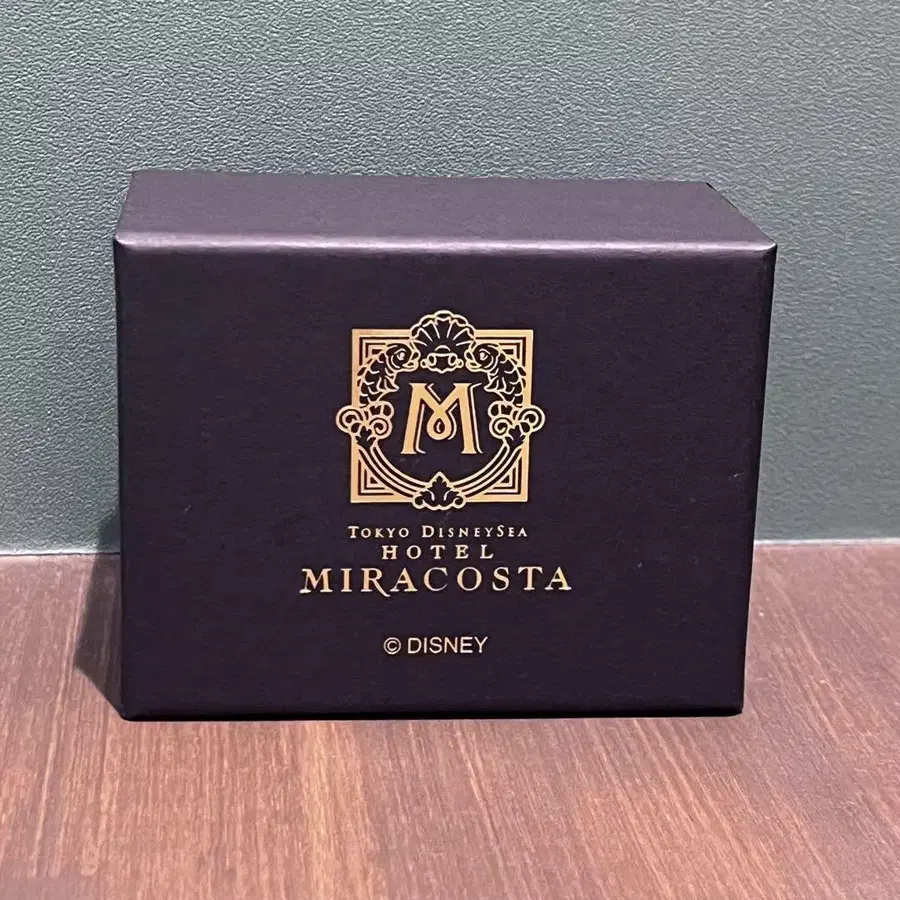 M
TOKYO DISNEYSEA
HOTEL
MIRACOSTA
© DISNEY